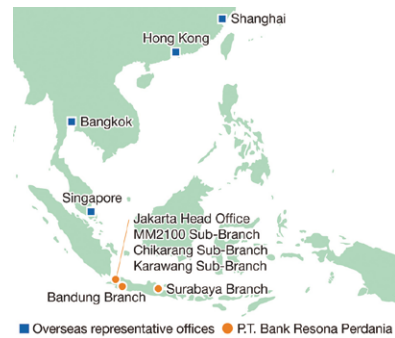 Shanghai
Hong Kong
Bangkok
Singapore
Jakarta Head Office
MM2100 Sub-Branch
Chikarang Sub-Branch
Karawang Sub-Branch
Surabaya Branch
Bandung Branch
Overseas representative offices P.T. Bank Resona Perdania